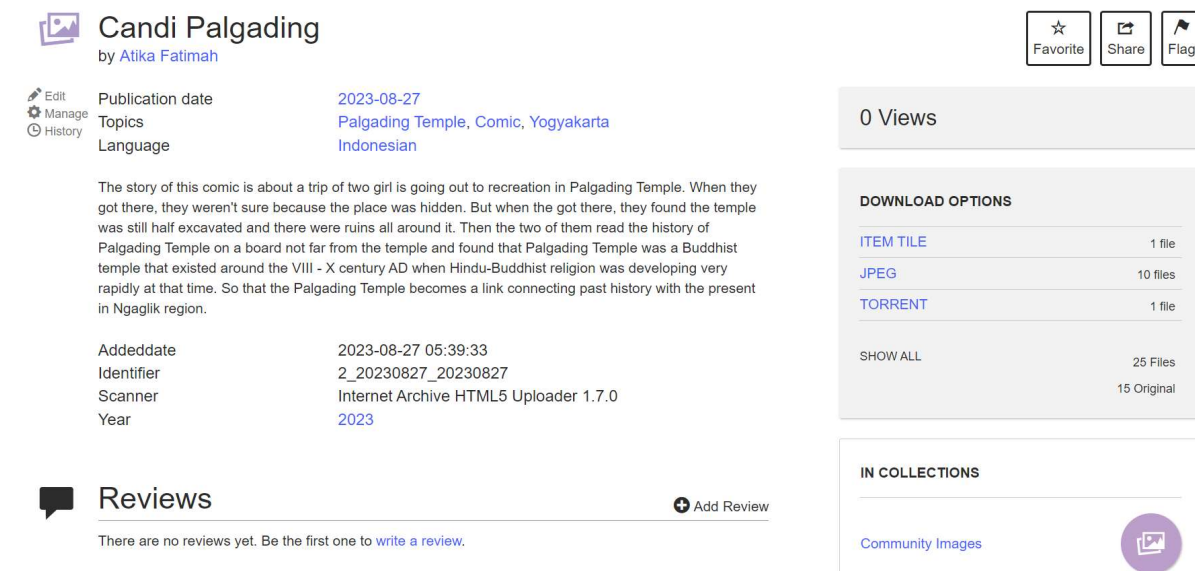 Candi Palgading
by Atika Fatimah
Favorite
Share
Flag
Edit
Manage
History
Publication date 2023-08-27
Topics Palgading Temple, Comic, Yogyakarta
Language Indonesian
The story of this comic is about a trip of two girl is going out to recreation in Palgading Temple. When they
got there, they weren't sure because the place was hidden. But when the got there, they found the temple
was still half excavated and there were ruins all around it. Then the two of them read the history of
Palgading Temple on a board not far from the temple and found that Palgading Temple was a Buddhist
temple that existed around the VIII - X century AD when Hindu-Buddhist religion was developing very
rapidly at that time. So that the Palgading Temple becomes a link connecting past history with the present
in Ngaglik region.
Addeddate 2023-08-27 05:39:33
Identifier 2_20230827_20230827
Scanner Internet Archive HTML5 Uploader 1.7.0
Year 2023
Reviews
Add Review
There are no reviews yet. Be the first one to write a review.
0 Views
DOWNLOAD OPTIONS
ITEM TILE 1 file
JPEG 10 files
TORRENT 1 file
SHOW ALL 25 Files
15 Original
IN COLLECTIONS
Community Images